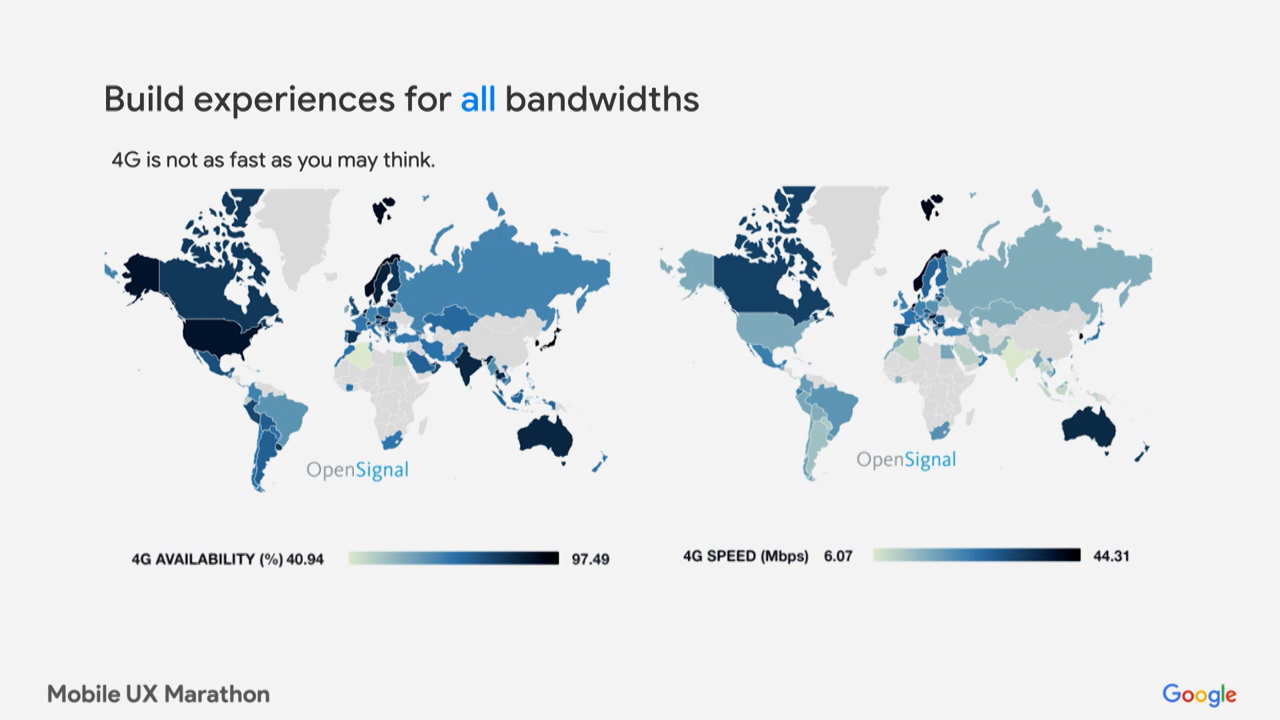 Build experiences for all bandwidths
4G is not as fast as you may think.
OpenSignal
OpenSignal
4G AVAILABILITY (%) 40.94
97.49
4G SPEED (Mbps) 6.07
44.31
Mobile UX Marathon
Google